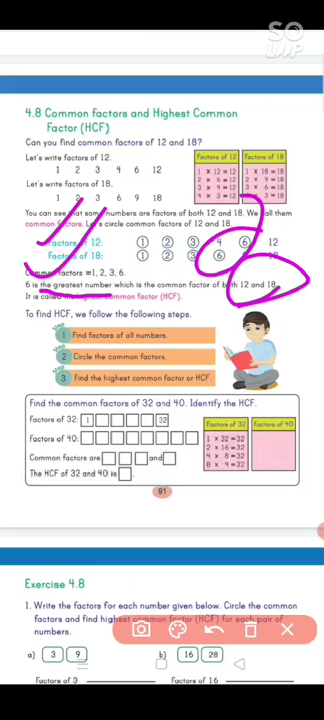 SO
LOOP
4.8 Common factors and Highest Common
Factor (HCF)
Can you find common factors of 12 and 18?
Let's write factors of 12.
1 2 3 4 6 12
Let's write factors of 18.
1 2 3 6 9 18
Factors of 12
1 × 12 = 12
2 × 6 = 12
3 × 4 = 12
4 × 3 = 12
Factors of 18
1 × 18 = 18
2 × 9 = 18
3 × 6 = 18
You can see that some numbers are factors of both 12 and 18. We call them
common factors. Let's circle common factors of 12 and 18.
Factors of 12: 1 2 3 4 6 12
Factors of 18: 1 2 3 6
Common factors = 1, 2, 3, 6.
6 is the greatest number which is the common factor of both 12 and 18.
It is called the highest common factor (HCF).
To find HCF, we follow the following steps.
STEP 1 Find factors of all numbers.
STEP 2 Circle the common factors.
STEP 3 Find the highest common factor or HCF.
Find the common factors of 32 and 40. Identify the HCF.
Factors of 32: 1 32
Factors of 40:
Common factors are and
The HCF of 32 and 40 is .
Factors of 32
1 × 32 = 32
2 × 16 = 32
4 × 8 = 32
Factors of 40
91
Exercise 4.8
1. Write the factors for each number given below. Circle the common
factors and find highest common factor (HCF) for each pair of
numbers.
a) 3 9 b) 16 28
Factors of 3 Factors of 16